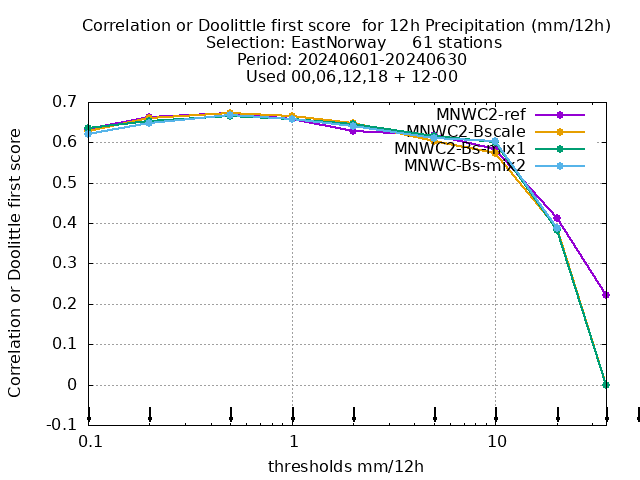 Correlation or Doolittle first score  for 12h Precipitation (mm/12h)
Selection: EastNorway     61 stations
Period: 20240601-20240630
Used 00,06,12,18 + 12-00
MNWC2-ref
MNWC2-Bscale
MNWC2-Bs-mix1
MNWC-Bs-mix2
Correlation or Doolittle first score
0.7
0.6
0.5
0.4
0.3
0.2
0.1
0
-0.1
0.1
1
10
thresholds mm/12h